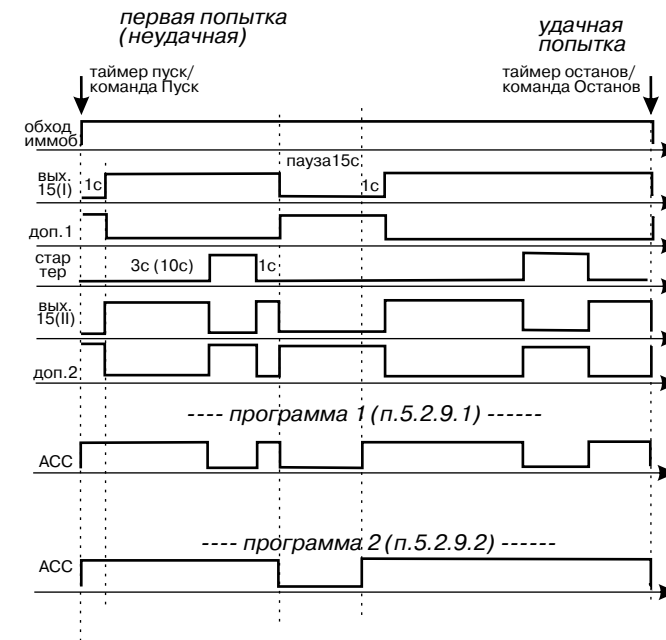 первая попытка
(неудачная)
удачная
попытка
таймер пуск/
команда Пуск
таймер останов/
команда Останов
обход
иммоб.
пауза15с
вых.
15(I)
1с
1с
доп.1
стар
тер
3с (10с)
1с
вых.
15(II)
доп.2
---- программа 1 (п.5.2.9.1) ------
АСС
---- программа 2 (п.5.2.9.2) ------
АСС